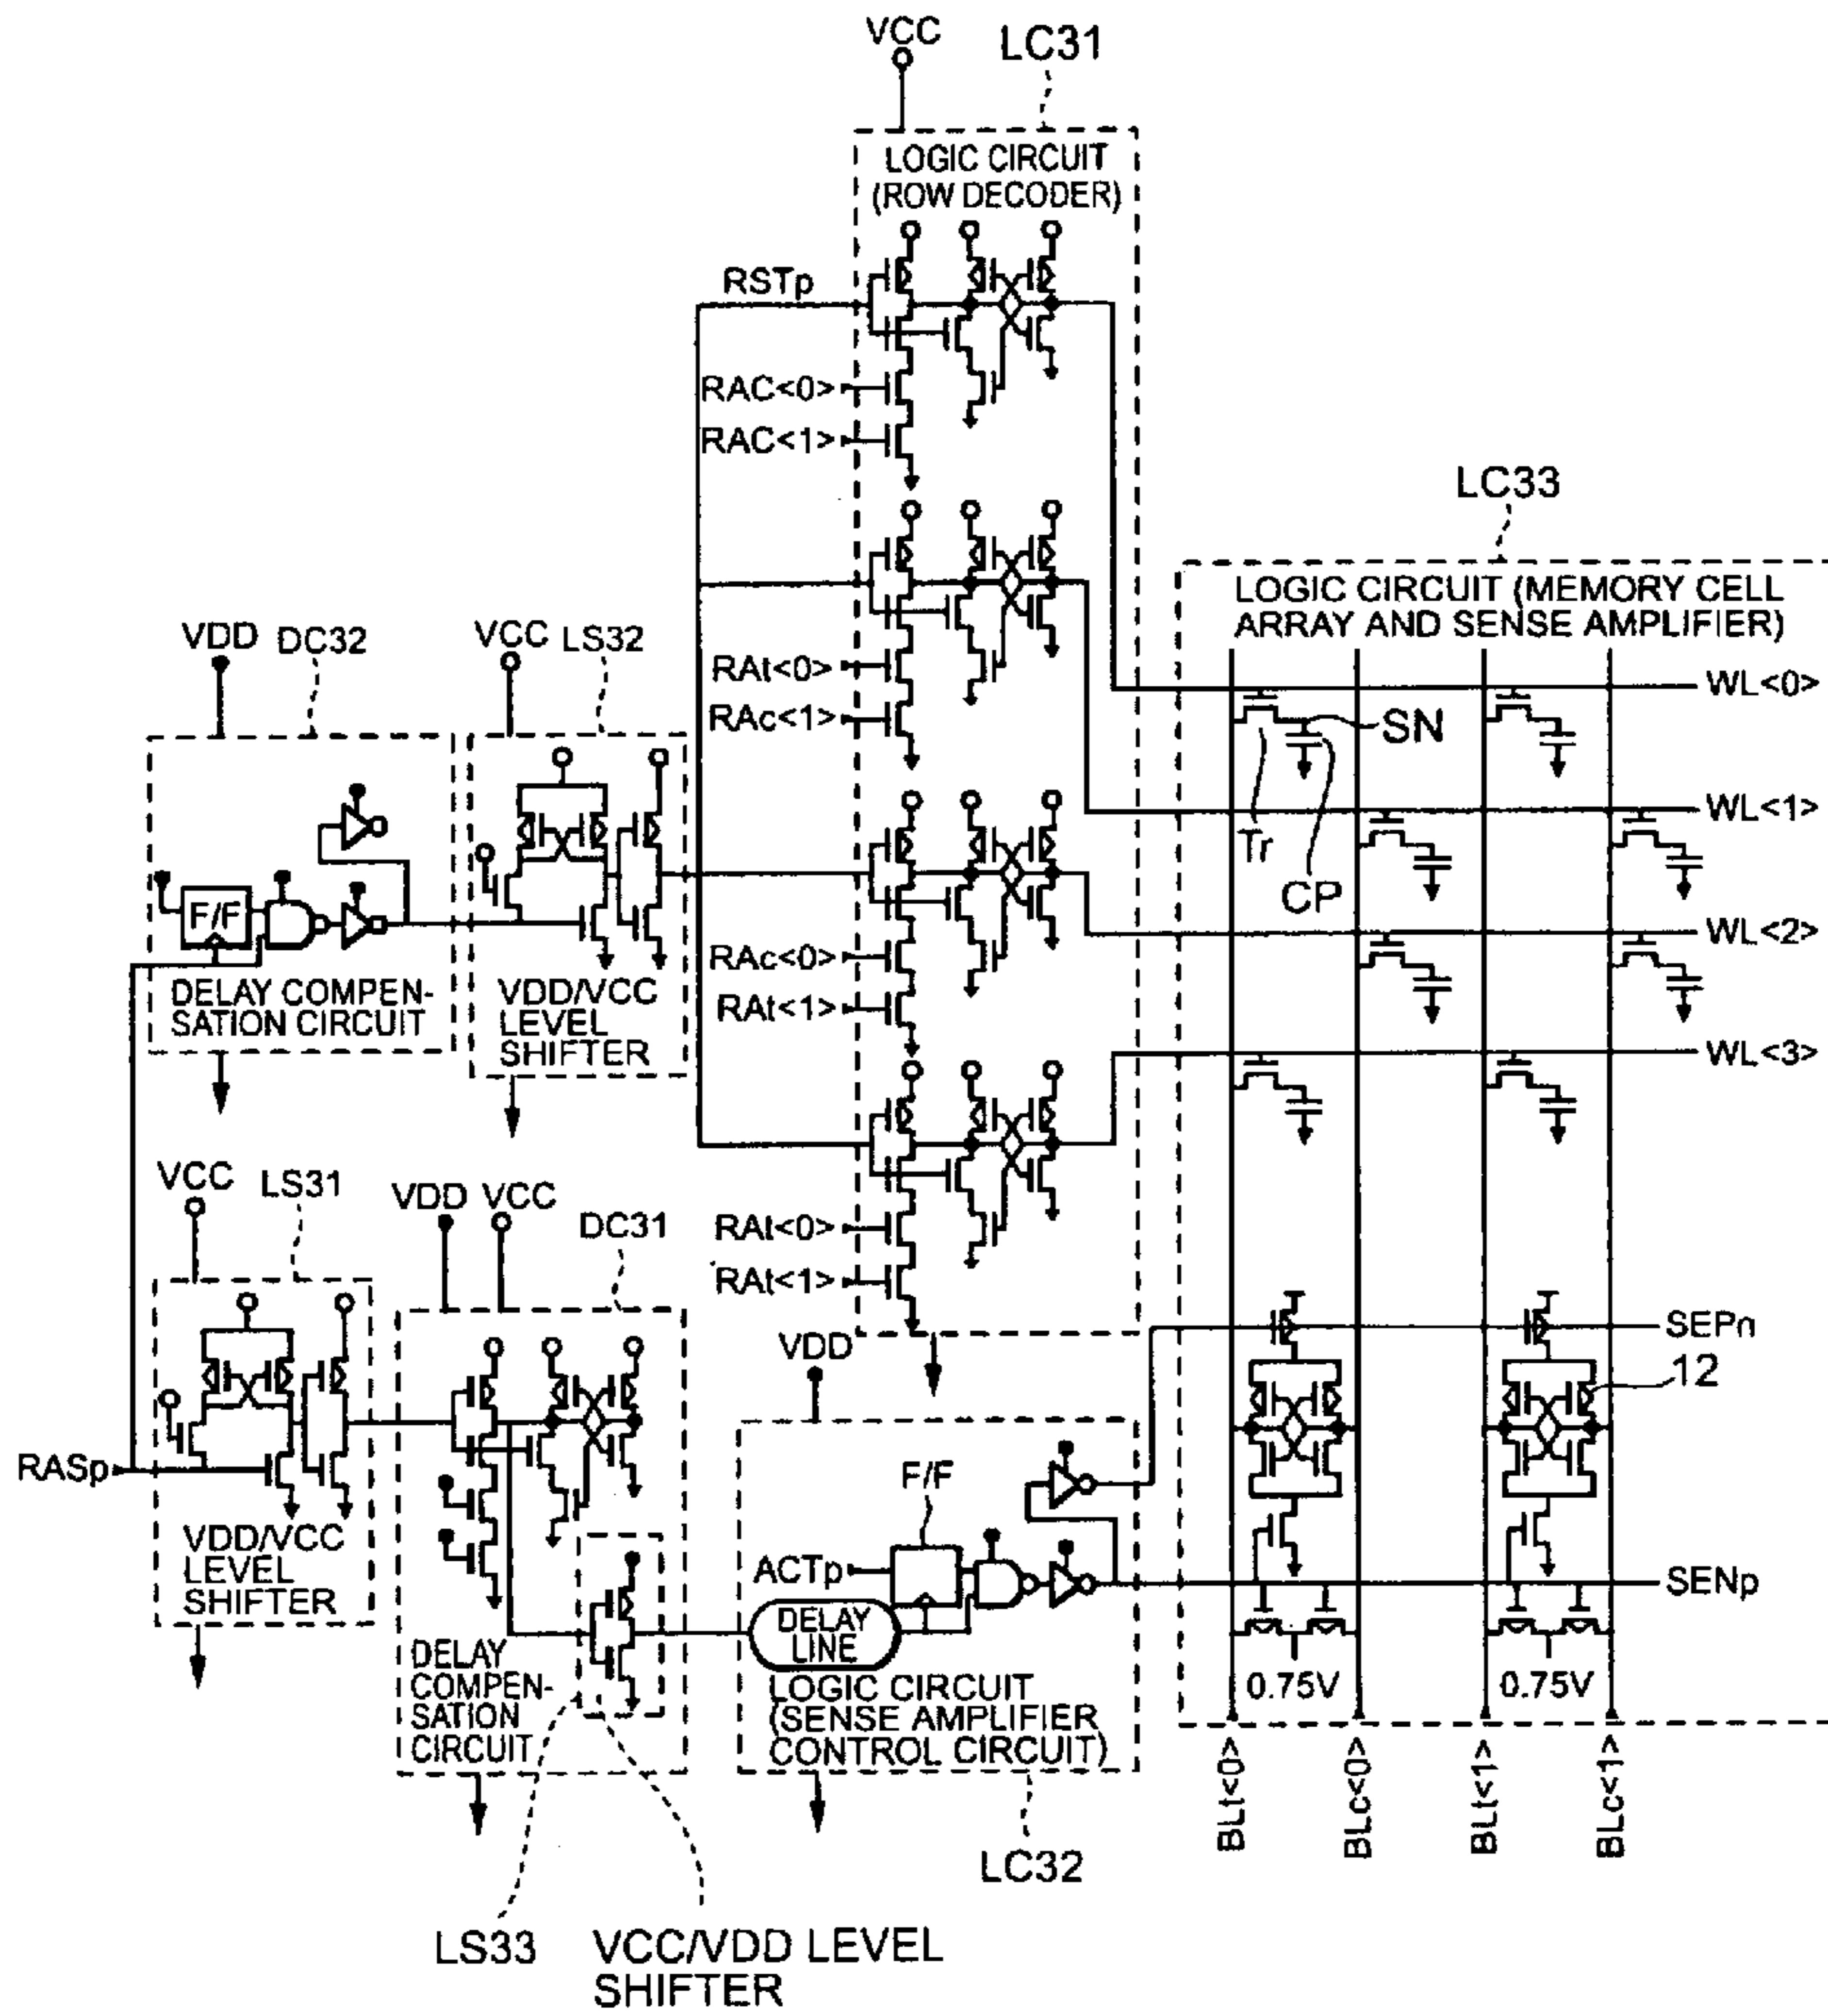 VCC
LC31
LOGIC CIRCUIT
(ROW DECODER)
RSTp
RAC<0>
RAC<1>
LC33
LOGIC CIRCUIT (MEMORY CELL
ARRAY AND SENSE AMPLIFIER)
VDD DC32
VCC LS32
RAt<0>
RAc<1>
WL<0>
SN
WL<1>
Tr
CP
F/F
WL<2>
RAc<0>
RAt<1>
DELAY COMPEN-
SATION CIRCUIT
VDD/VCC
LEVEL
SHIFTER
WL<3>
VCC LS31
VDD VCC
DC31
RAt<0>
RAt<1>
VDD
SEPn
12
RASp
F/F
VDD/VCC
LEVEL
SHIFTER
ACTp
SENp
DELAY
LINE
DELAY
COMPEN-
SATION
CIRCUIT
LOGIC CIRCUIT
(SENSE AMPLIFIER
CONTROL CIRCUIT)
0.75V
0.75V
BLt<0>
BLc<0>
BLt<1>
BLc<1>
LC32
LS33
VCC/VDD LEVEL
SHIFTER